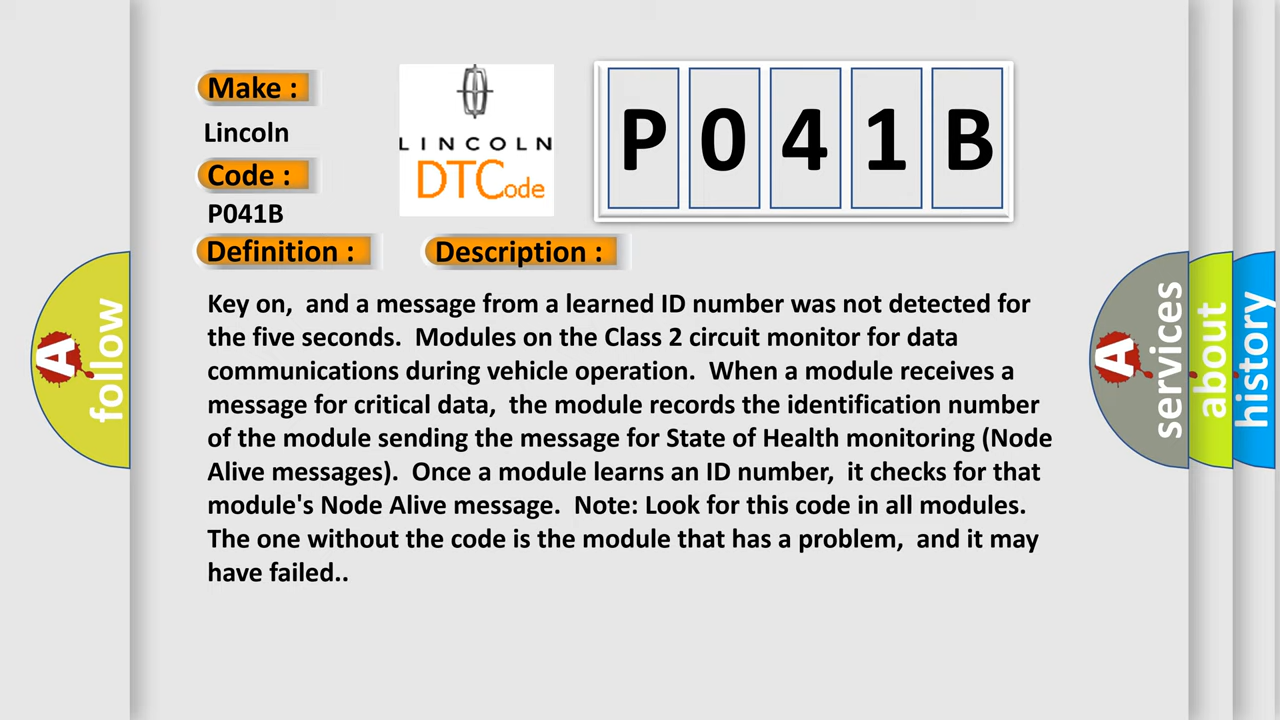 Make :
Lincoln
Code :
P041B
Definition :
Description :
LINCOLN
DTCode
P041B
Key on,  and a message from a learned ID number was not detected for
the five seconds  Modules on the Class 2 circuit monitor for data
communications during vehicle operation  When a module receives a
message for critical data,  the module records the identification number
of the module sending the message for State of Health monitoring (Node
Alive messages)  Once a module learns an ID number,  it checks for that
module's Node Alive message  Note: Look for this code in all modules
The one without the code is the module that has a problem,  and it may
have failed..
A follow
A services
about
history